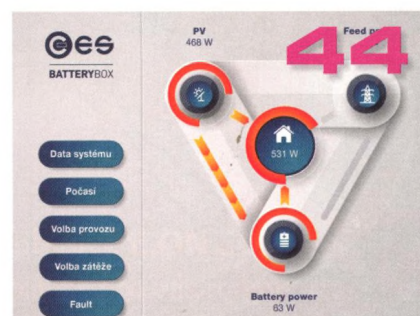 GES
BATTERYBOX
Data systému
Počasí
Volba provozu
Volba zátěže
Fault
PV
468 W
Feed
44
531 W
Battery power
63 W